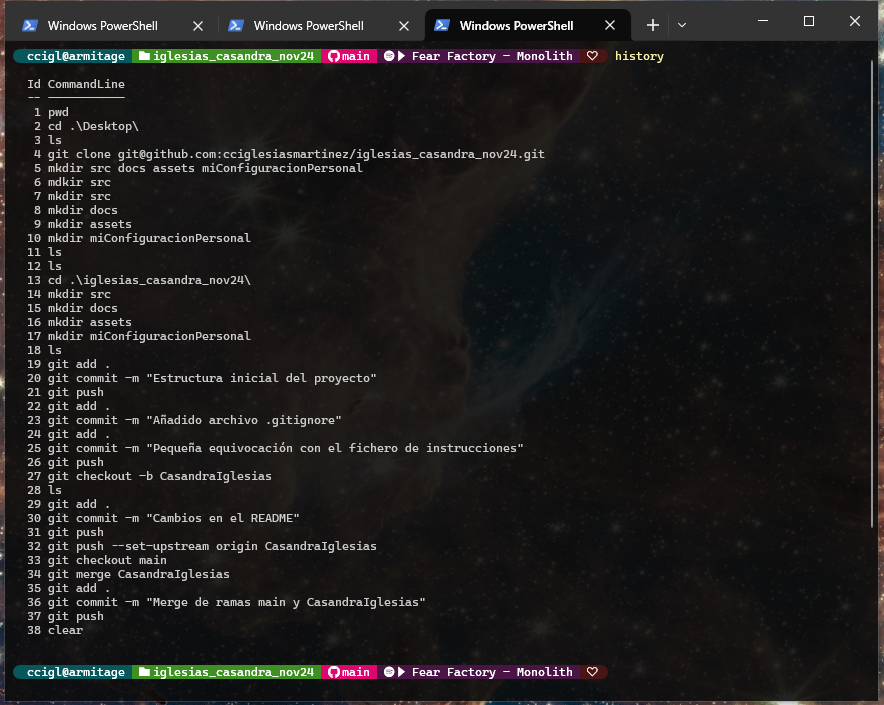 Windows PowerShell
Windows PowerShell
Windows PowerShell
ccigl@armitage iglesias_casandra_nov24 main Fear Factory - Monolith history
Id CommandLine
-- -----------
1 pwd
2 cd .\Desktop\
3 ls
4 git clone git@github.com:cciglesiasmartinez/iglesias_casandra_nov24.git
5 mkdir src docs assets miConfiguracionPersonal
6 mdkir src
7 mkdir src
8 mkdir docs
9 mkdir assets
10 mkdir miConfiguracionPersonal
11 ls
12 ls
13 cd .\iglesias_casandra_nov24\
14 mkdir src
15 mkdir docs
16 mkdir assets
17 mkdir miConfiguracionPersonal
18 ls
19 git add .
20 git commit -m "Estructura inicial del proyecto"
21 git push
22 git add .
23 git commit -m "Añadido archivo .gitignore"
24 git add .
25 git commit -m "Pequeña equivocación con el fichero de instrucciones"
26 git push
27 git checkout -b CasandraIglesias
28 ls
29 git add .
30 git commit -m "Cambios en el README"
31 git push
32 git push --set-upstream origin CasandraIglesias
33 git checkout main
34 git merge CasandraIglesias
35 git add .
36 git commit -m "Merge de ramas main y CasandraIglesias"
37 git push
38 clear
ccigl@armitage iglesias_casandra_nov24 main Fear Factory - Monolith